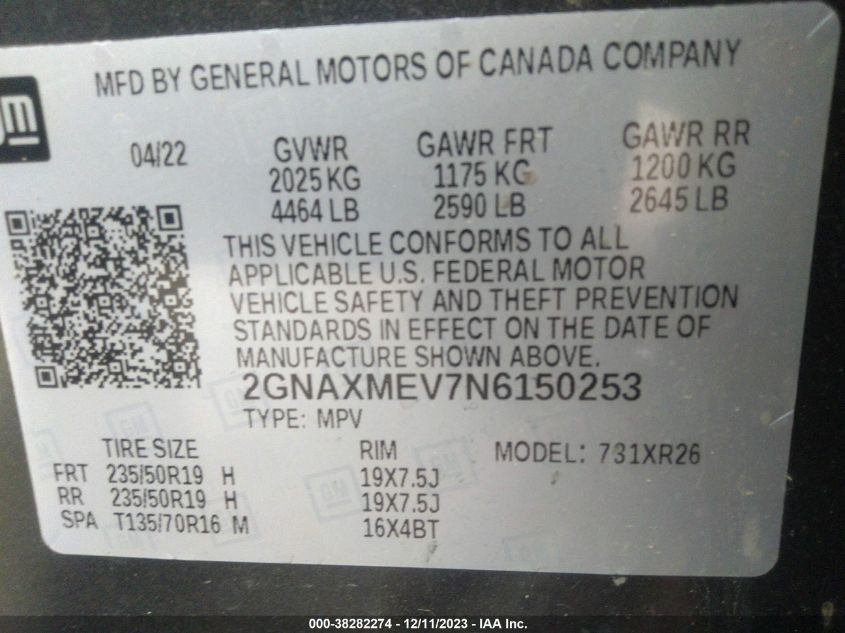 MFD BY GENERAL MOTORS OF CANADA COMPANY
gm
04/22 GVWR GAWR FRT GAWR RR
2025 KG 1175 KG 1200 KG
4464 LB 2590 LB 2645 LB
THIS VEHICLE CONFORMS TO ALL
APPLICABLE U.S. FEDERAL MOTOR
VEHICLE SAFETY AND THEFT PREVENTION
STANDARDS IN EFFECT ON THE DATE OF
MANUFACTURE SHOWN ABOVE.
2GNAXMEV7N6150253
TYPE: MPV
TIRE SIZE RIM MODEL: 731XR26
FRT 235/50R19 H 19X7.5J
RR 235/50R19 H 19X7.5J
SPA T135/70R16 M 16X4BT
000-38282274 - 12/11/2023 - IAA Inc.